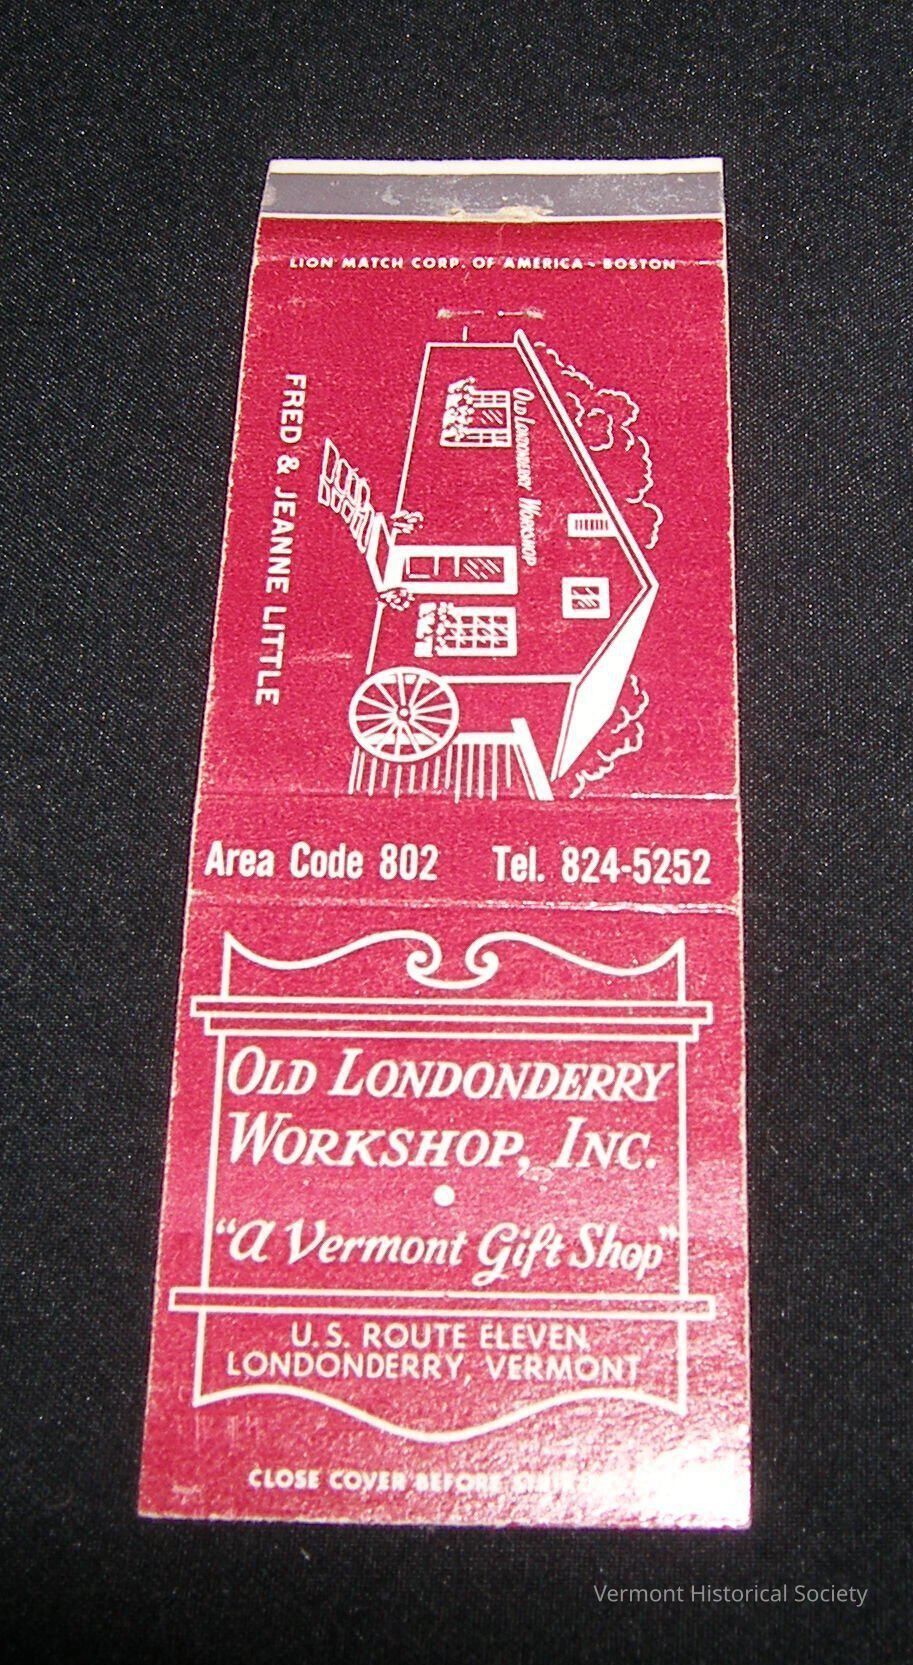 LION MATCH CORP. OF AMERICA - BOSTON
OLD LONDONDERRY WORKSHOP
FRED & JEANNE LITTLE
Area Code 802 Tel. 824-5252
OLD LONDONDERRY
WORKSHOP, INC.
"a Vermont Gift Shop"
U.S. ROUTE ELEVEN,
LONDONDERRY, VERMONT
CLOSE COVER BEFORE
Vermont Historical Society